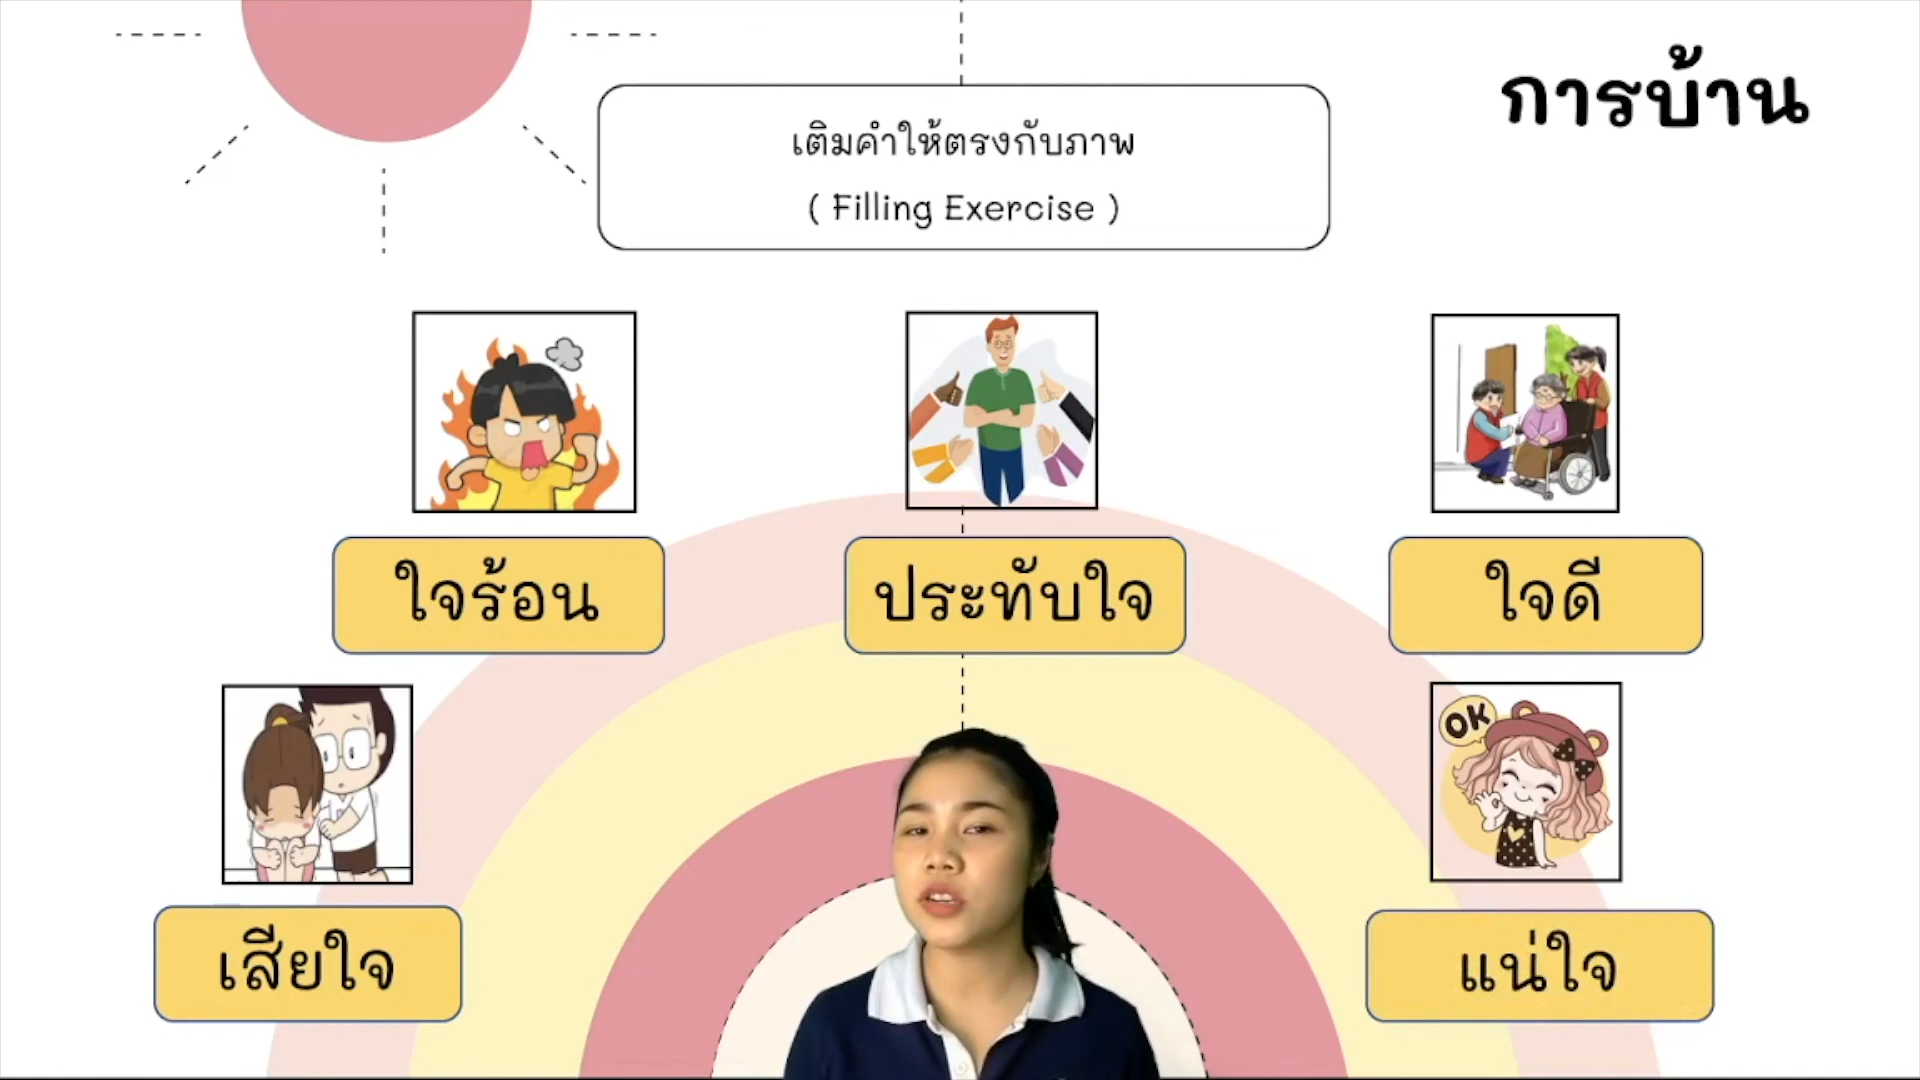 การบ้าน
เติมคำให้ตรงกับภาพ
( Filling Exercise )
ใจร้อน
ประทับใจ
ใจดี
OK
เสียใจ
แน่ใจ